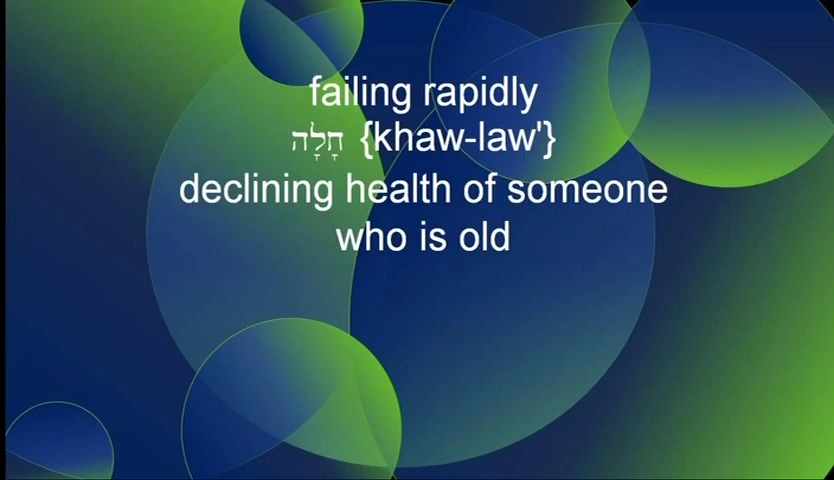 failing rapidly
חָלָה {khaw-law'}
declining health of someone
who is old